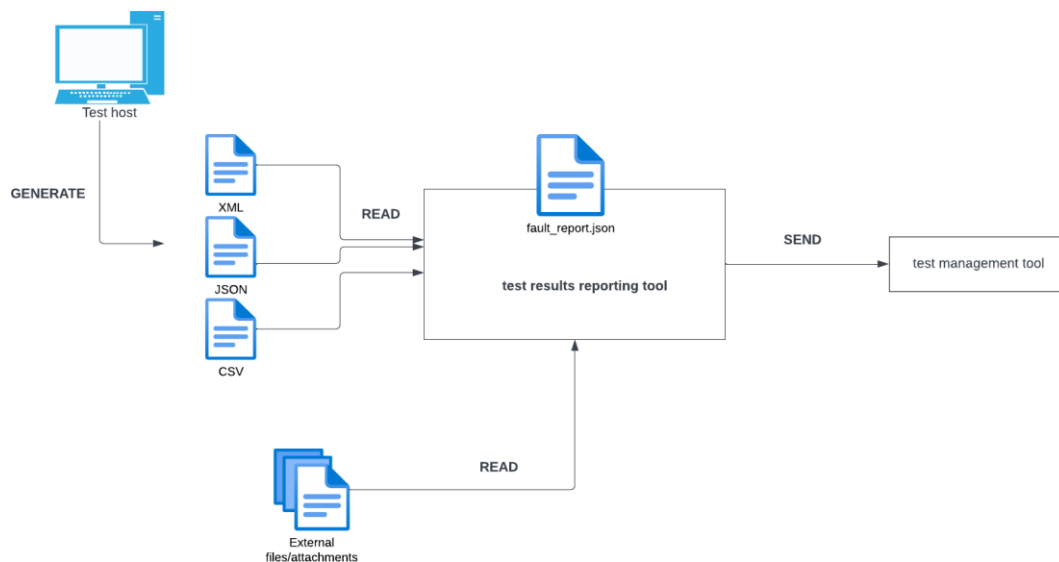 Test host
GENERATE
XML
READ
JSON
CSV
fault_report.json
test results reporting tool
SEND
test management tool
READ
External
files/attachments